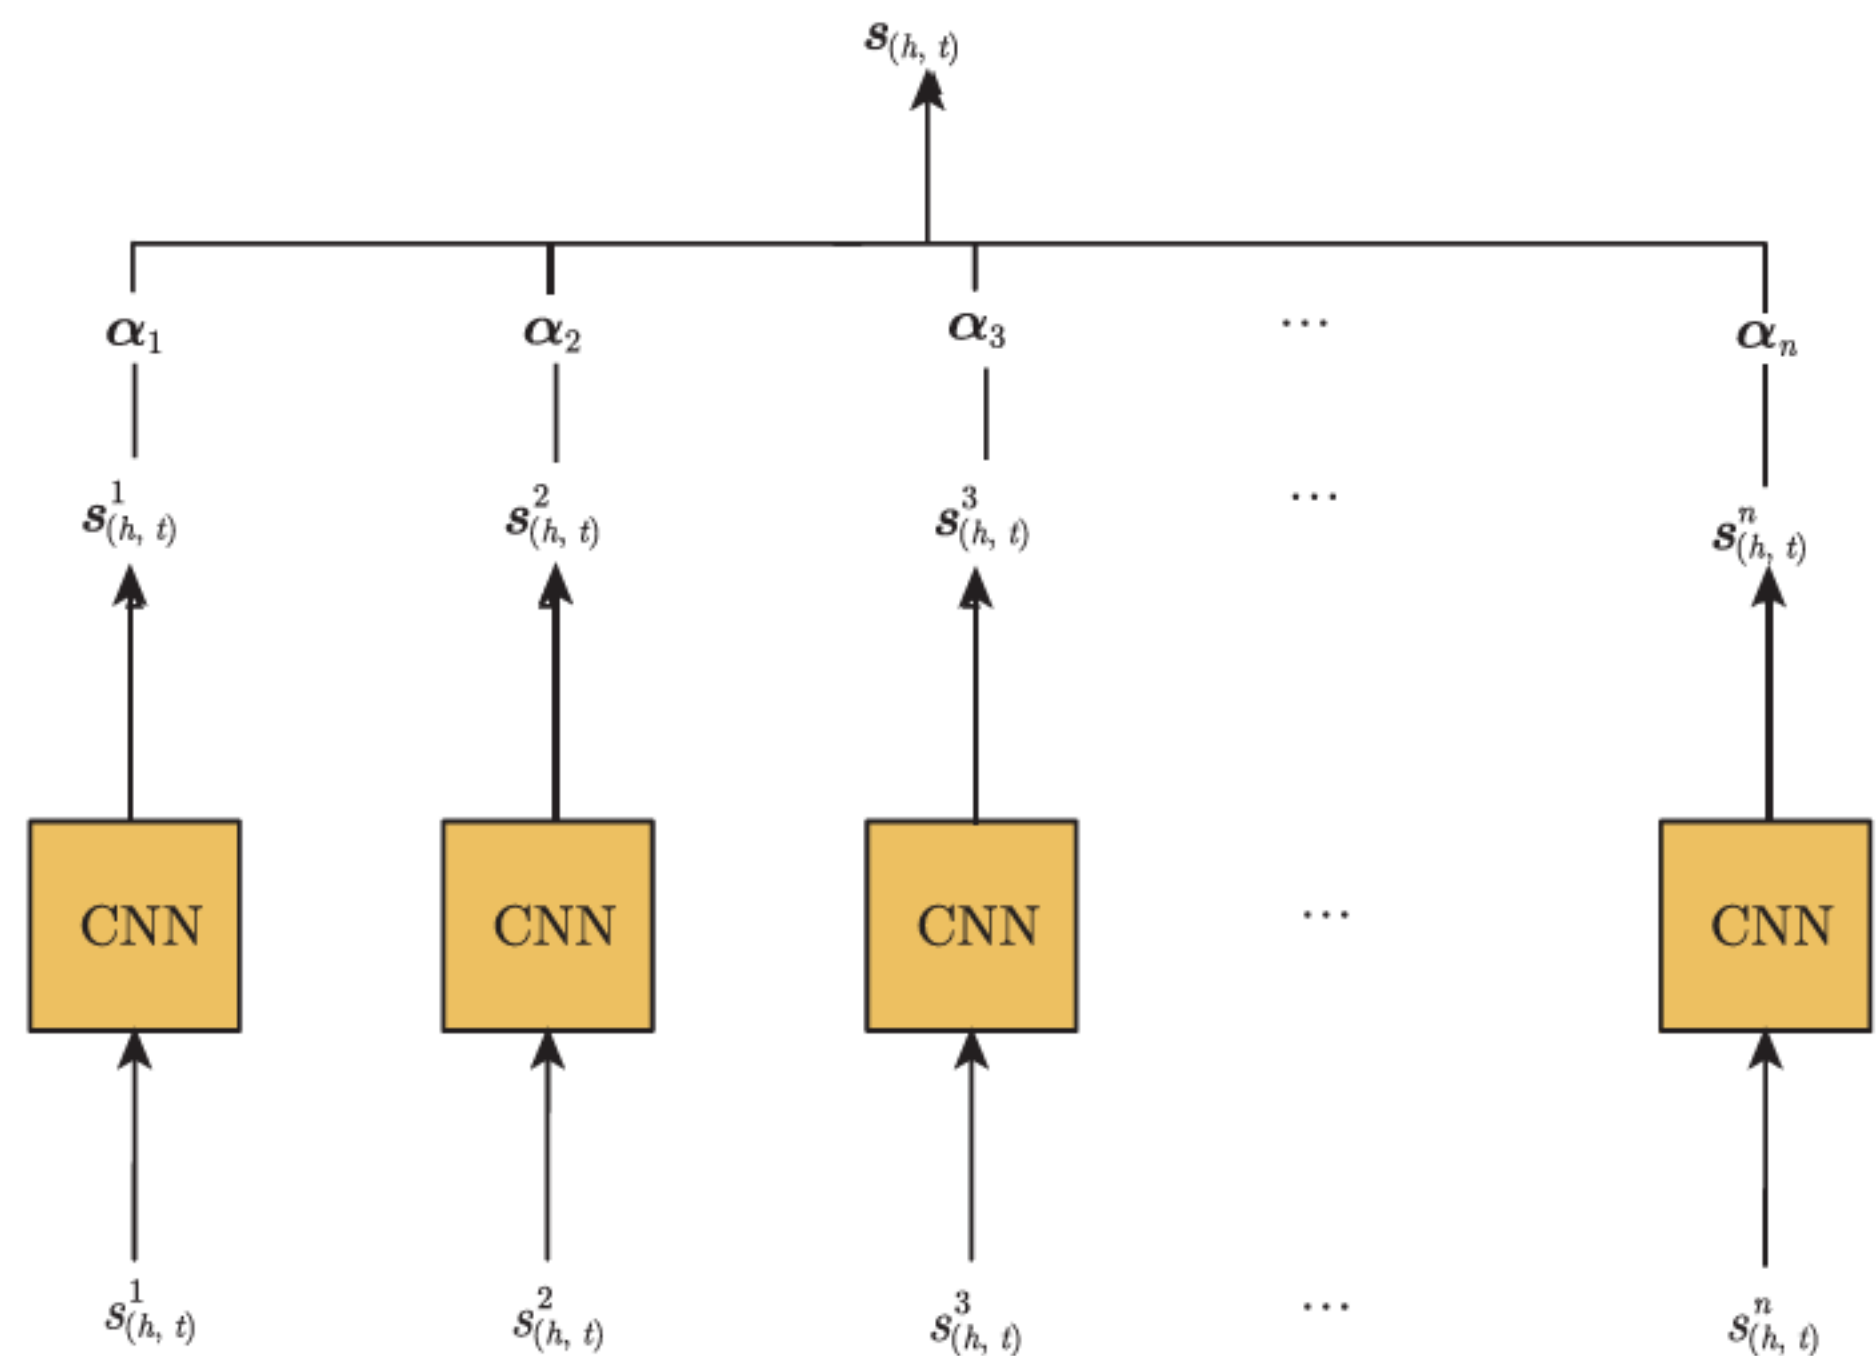 s(h, t)
α1 α2 α3 ··· αn
s1(h, t) s2(h, t) s3(h, t) ··· sn(h, t)
CNN CNN CNN ··· CNN
s1(h, t) s2(h, t) s3(h, t) ··· sn(h, t)